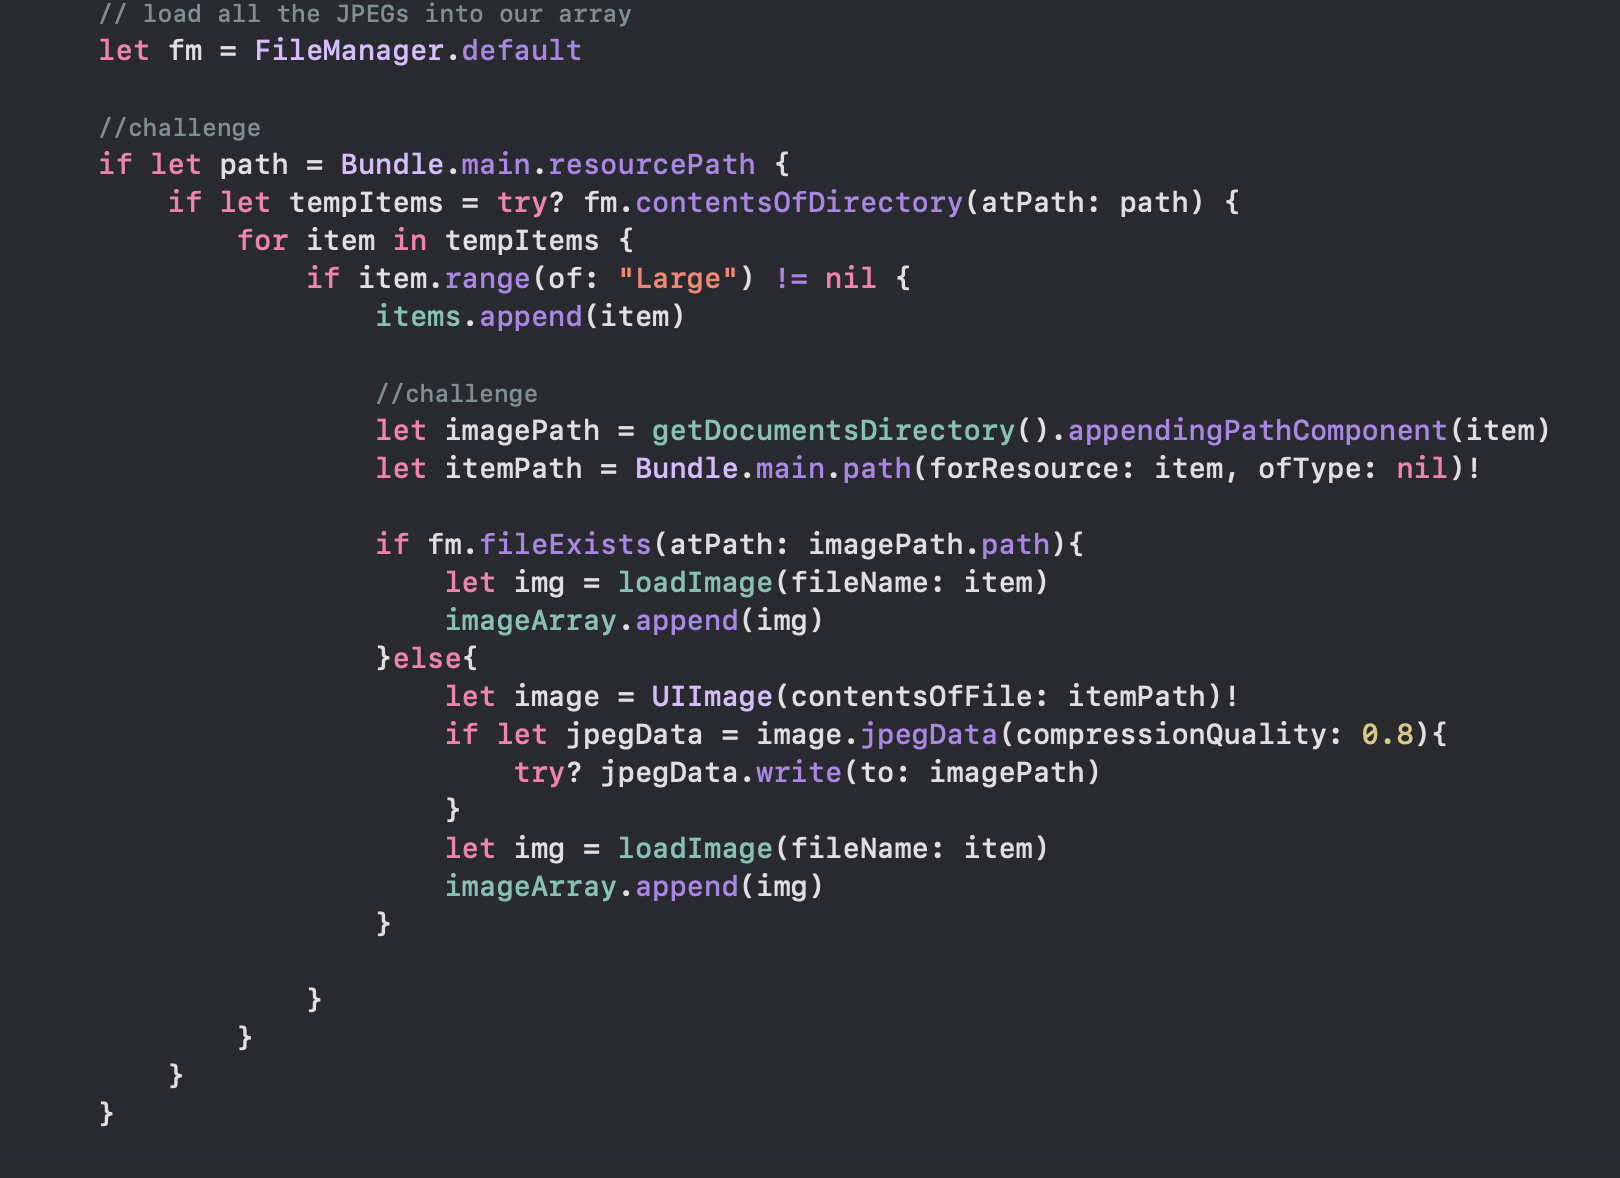 // load all the JPEGs into our array
let fm = FileManager.default
//challenge
if let path = Bundle.main.resourcePath {
if let tempItems = try? fm.contentsOfDirectory(atPath: path) {
for item in tempItems {
if item.range(of: "Large") != nil {
items.append(item)
//challenge
let imagePath = getDocumentsDirectory().appendingPathComponent(item)
let itemPath = Bundle.main.path(forResource: item, ofType: nil)!
if fm.fileExists(atPath: imagePath.path){
let img = loadImage(fileName: item)
imageArray.append(img)
}else{
let image = UIImage(contentsOfFile: itemPath)!
if let jpegData = image.jpegData(compressionQuality: 0.8){
try? jpegData.write(to: imagePath)
}
let img = loadImage(fileName: item)
imageArray.append(img)
}
}
}
}
}